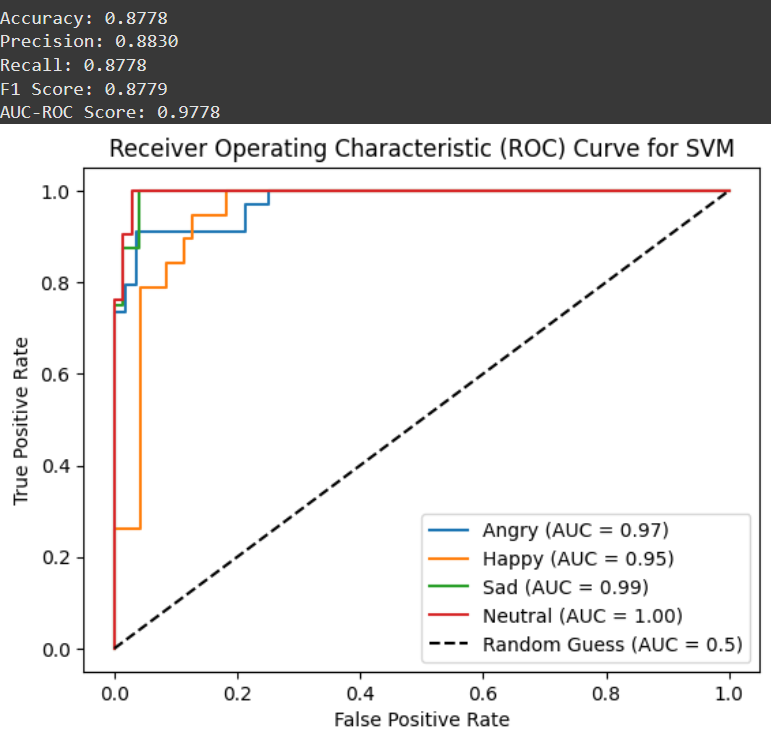 Accuracy: 0.8778
Precision: 0.8830
Recall: 0.8778
F1 Score: 0.8779
AUC-ROC Score: 0.9778
Receiver Operating Characteristic (ROC) Curve for SVM
True Positive Rate
1.0
0.8
0.6
0.4
0.2
0.0
Angry (AUC = 0.97)
Happy (AUC = 0.95)
Sad (AUC = 0.99)
Neutral (AUC = 1.00)
Random Guess (AUC = 0.5)
0.0 0.2 0.4 0.6 0.8 1.0
False Positive Rate